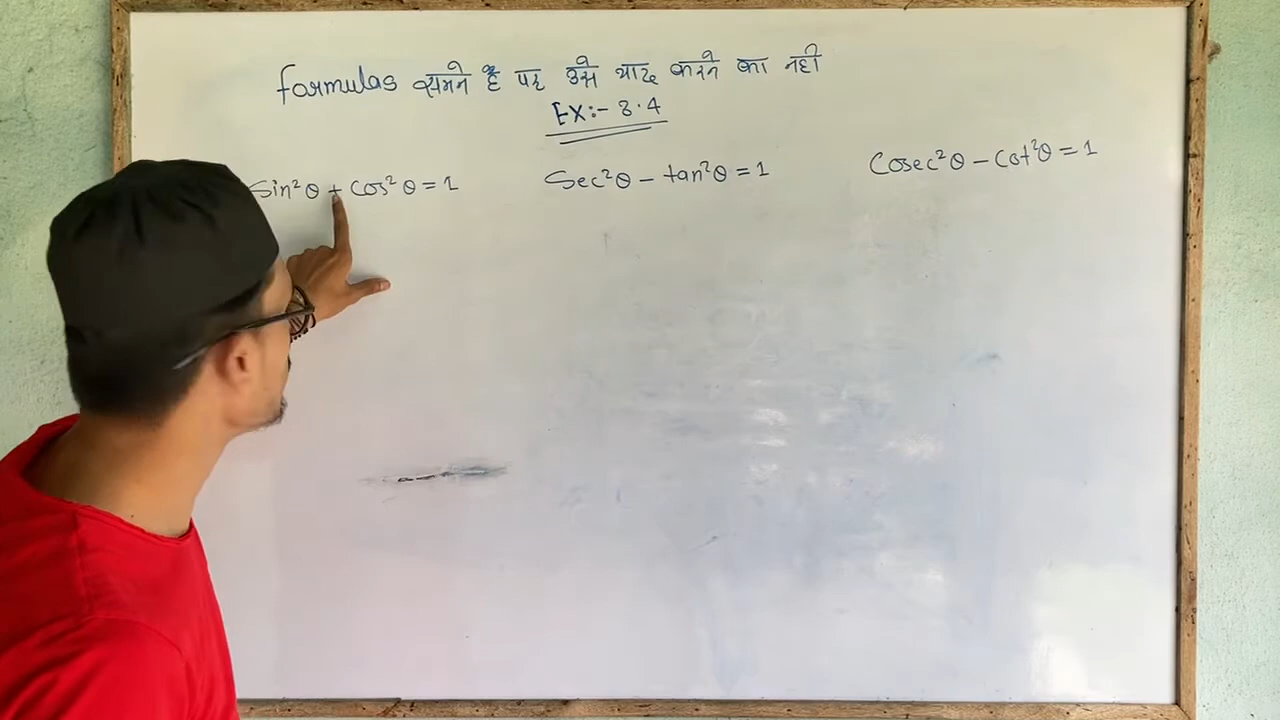 formulas सामने है पर उसे याद करने का नही
Ex:- 8.4
Sin²θ + Cos²θ = 1
Sec²θ - tan²θ = 1
Cosec²θ - Cot²θ = 1